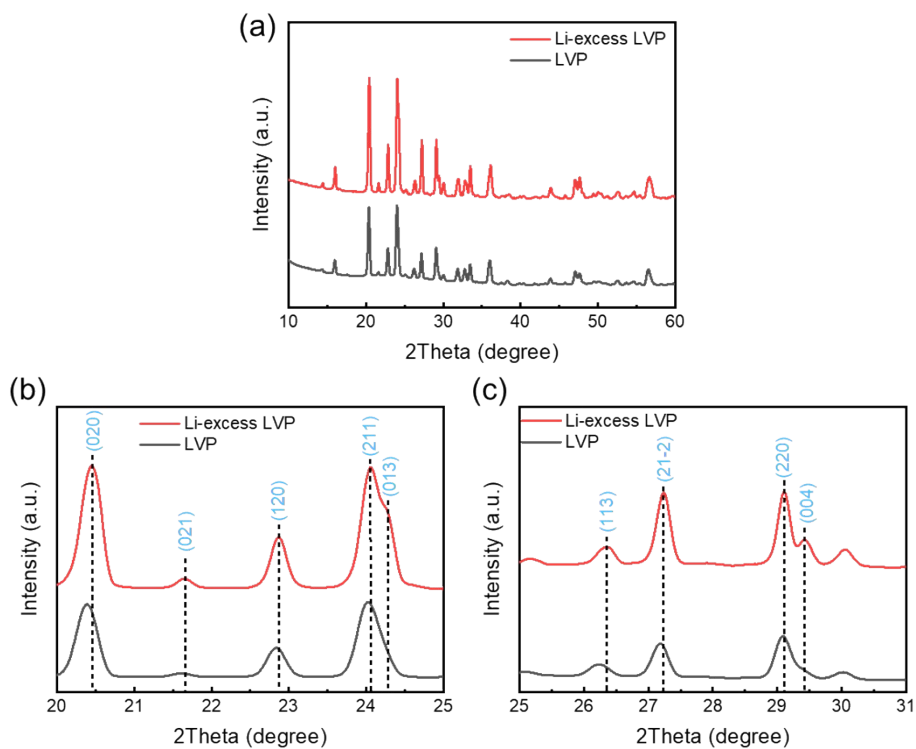 (a)
Li-excess LVP
LVP
Intensity (a.u.)
10 20 30 40 50 60
2Theta (degree)
(b)
Li-excess LVP
LVP
(020)
(021)
(120)
(211)
(013)
Intensity (a.u.)
20 21 22 23 24 25
2Theta (degree)
(c)
Li-excess LVP
LVP
(113)
(21-2)
(220)
(004)
Intensity (a.u.)
25 26 27 28 29 30 31
2Theta (degree)